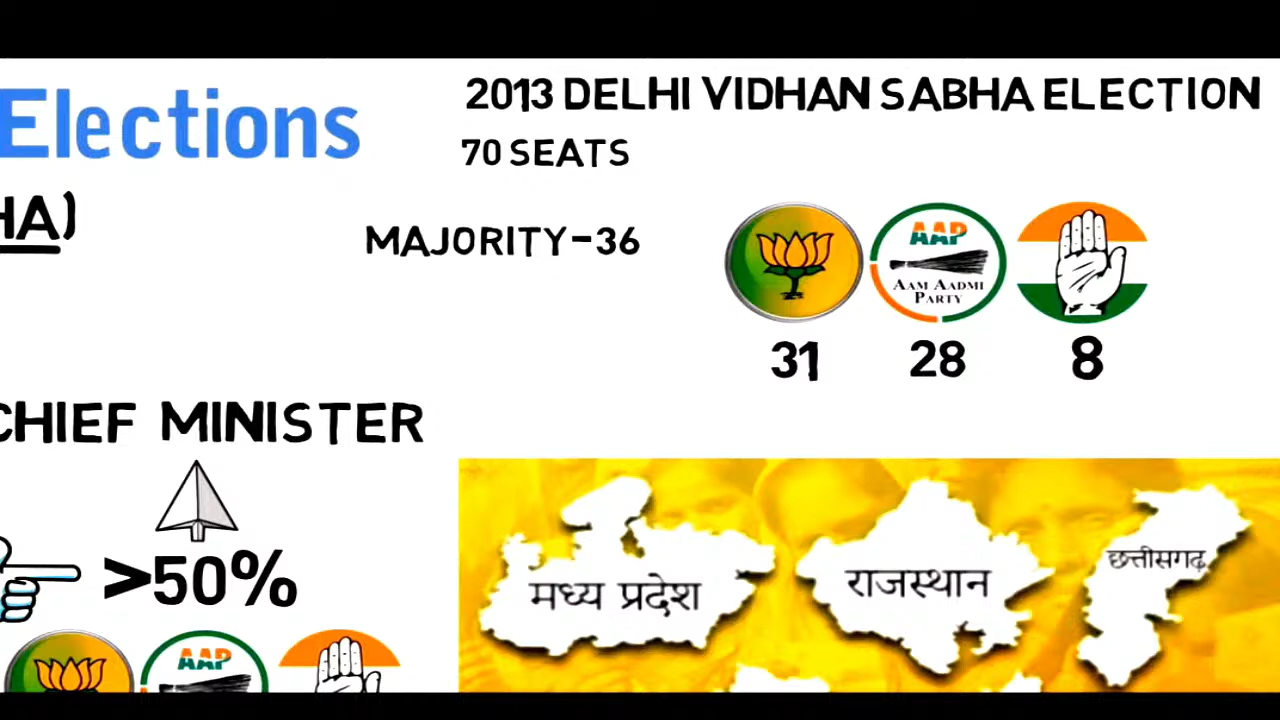 Elections
HA)
CHIEF MINISTER
>50%
AAP
2013 DELHI VIDHAN SABHA ELECTION
70 SEATS
MAJORITY-36
AAP
AAM AADMI
PARTY
31 28 8
मध्य प्रदेश राजस्थान छत्तीसगढ़